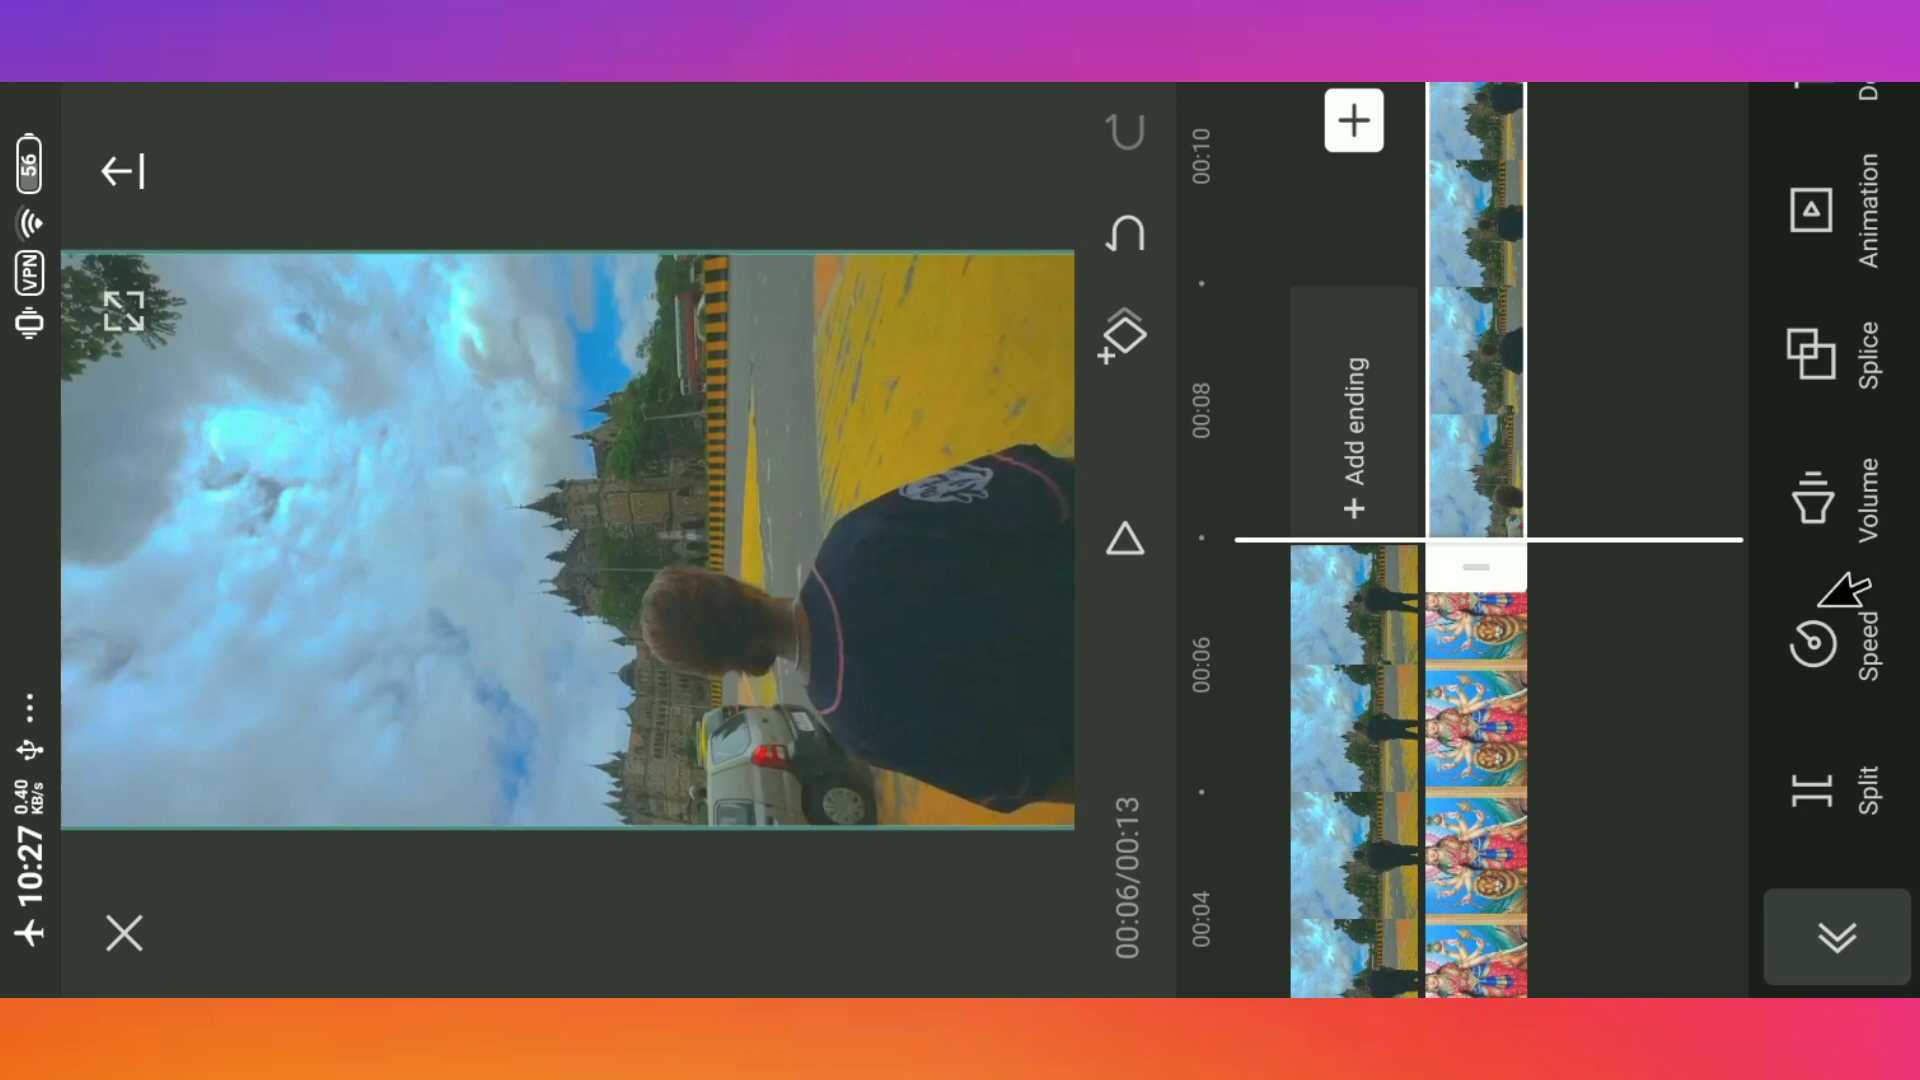 10:27 0.40 KB/s ... VPN 56
00:06/00:13
00:04 00:06 00:08 00:10
+ Add ending
+
Split Speed Volume Splice Animation